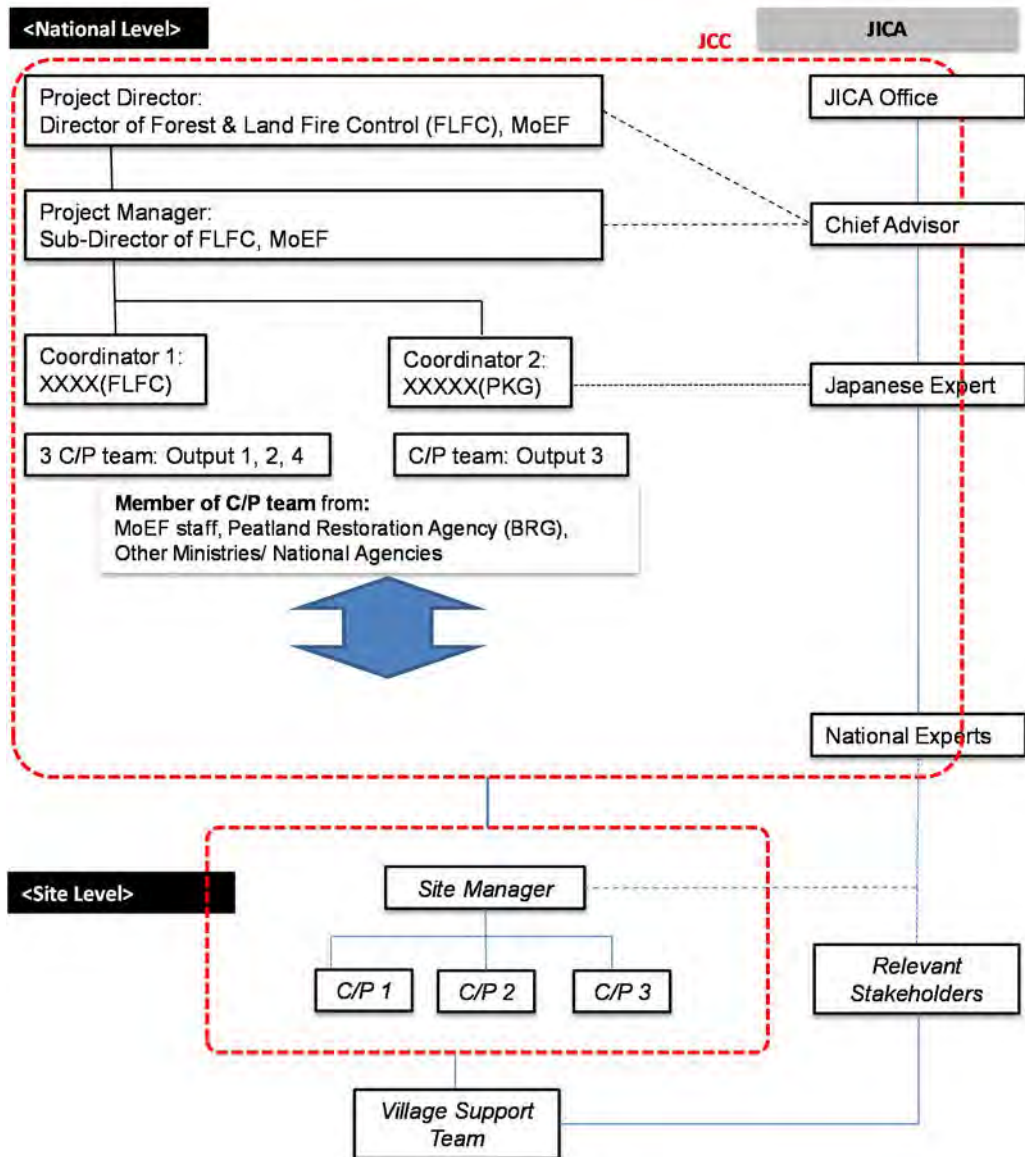 <National Level>
JCC
JICA
Project Director:
Director of Forest & Land Fire Control (FLFC), MoEF
JICA Office
Project Manager:
Sub-Director of FLFC, MoEF
Chief Advisor
Coordinator 1:
XXXX(FLFC)
Coordinator 2:
XXXXX(PKG)
Japanese Expert
3 C/P team: Output 1, 2, 4
C/P team: Output 3
Member of C/P team from:
MoEF staff, Peatland Restoration Agency (BRG),
Other Ministries/ National Agencies
National Experts
<Site Level>
Site Manager
C/P 1
C/P 2
C/P 3
Relevant
Stakeholders
Village Support
Team